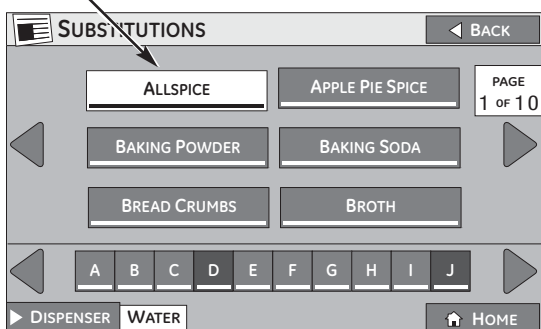 SUBSTITUTIONS BACK
ALLSPICE APPLE PIE SPICE PAGE
1 OF 10
BAKING POWDER BAKING SODA
BREAD CRUMBS BROTH
A B C D E F G H I J
DISPENSER WATER HOME